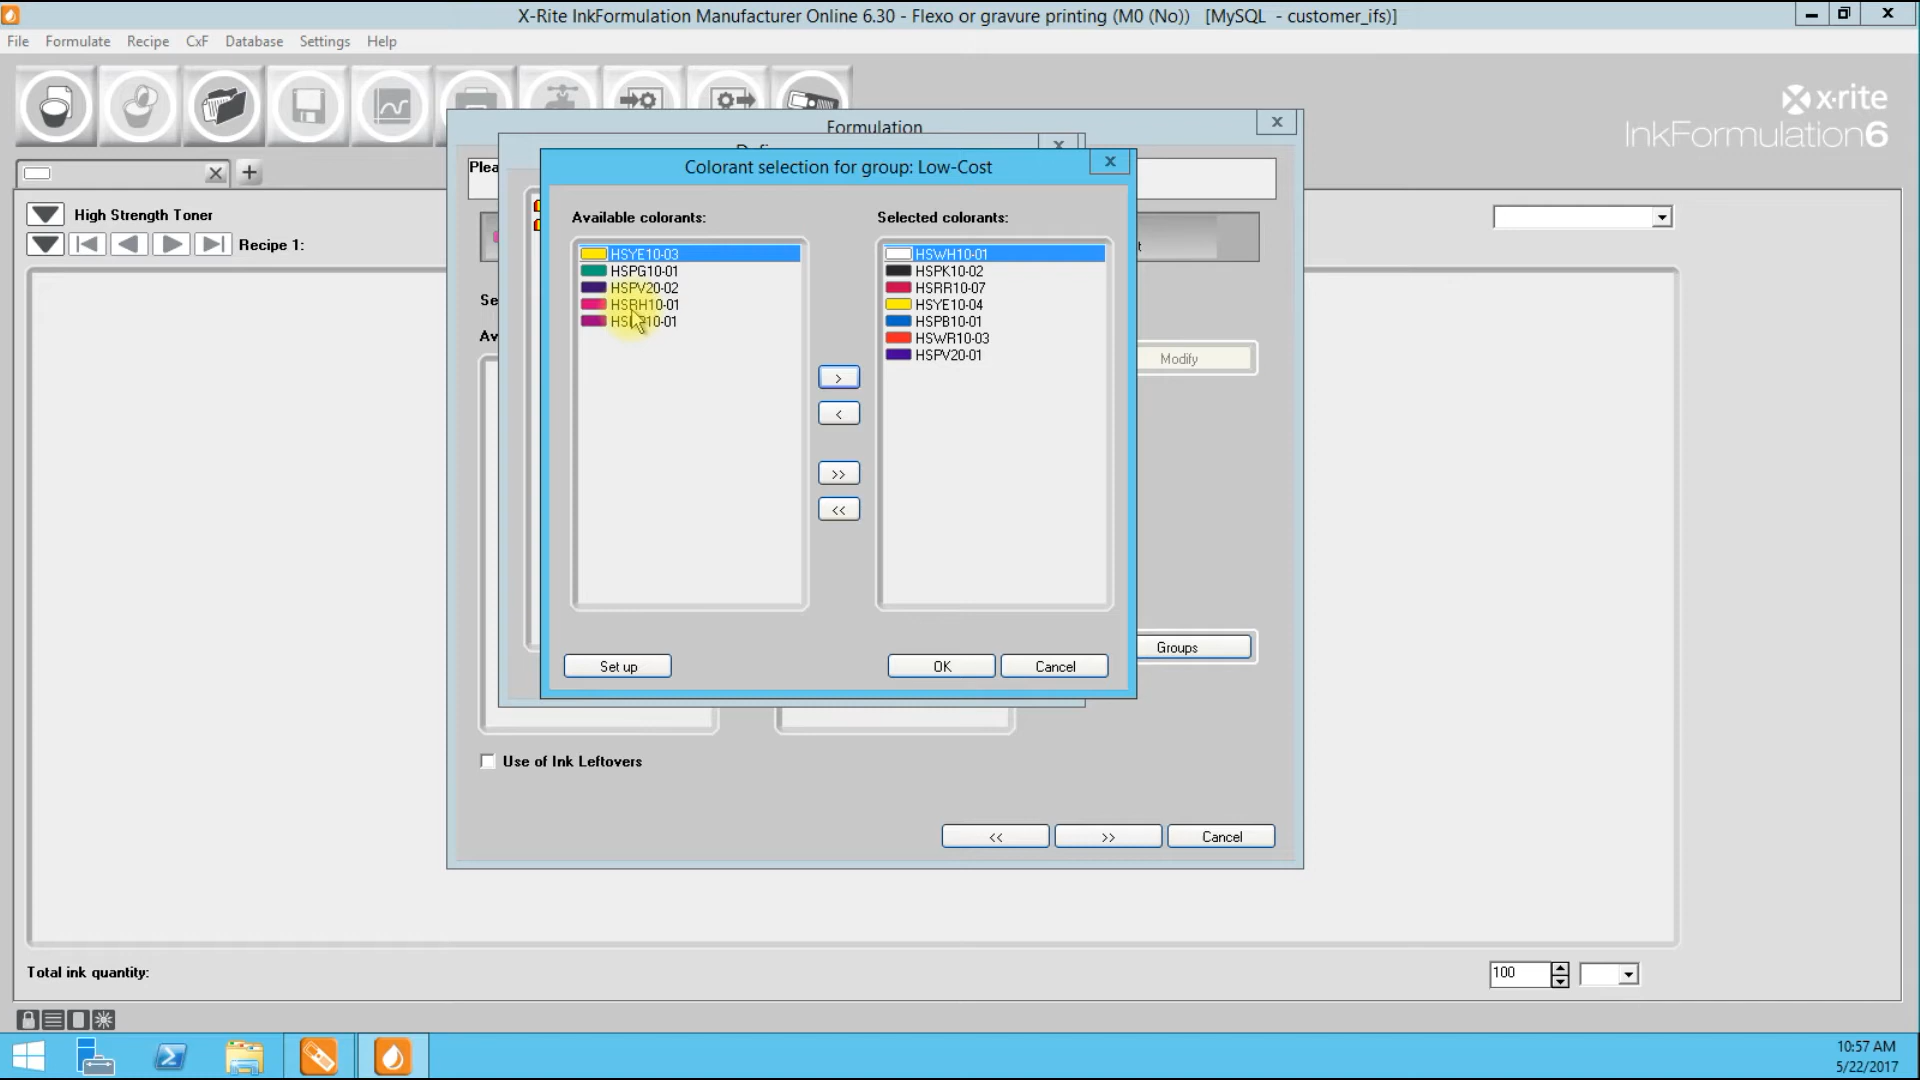 X-Rite InkFormulation Manufacturer Online 6.30 - Flexo or gravure printing (M0 (No)) [MySQL - customer_ifs)]
File Formulate Recipe CxF Database Settings Help
x·rite
InkFormulation6
High Strength Toner
Recipe 1:
Formulation
Plea
Colorant selection for group: Low-Cost
Available colorants:
HSYE10-03
HSPG10-01
HSPV20-02
HSRH10-01
Selected colorants:
HSWH10-01
HSPK10-02
HSRR10-07
HSYE10-04
HSPB10-01
HSWR10-03
HSPV20-01
>
<
>>
<<
Set up
OK
Cancel
Se
Av
t
Modify
Groups
Use of Ink Leftovers
<<
>>
Cancel
Total ink quantity:
100
10:57 AM
5/22/2017